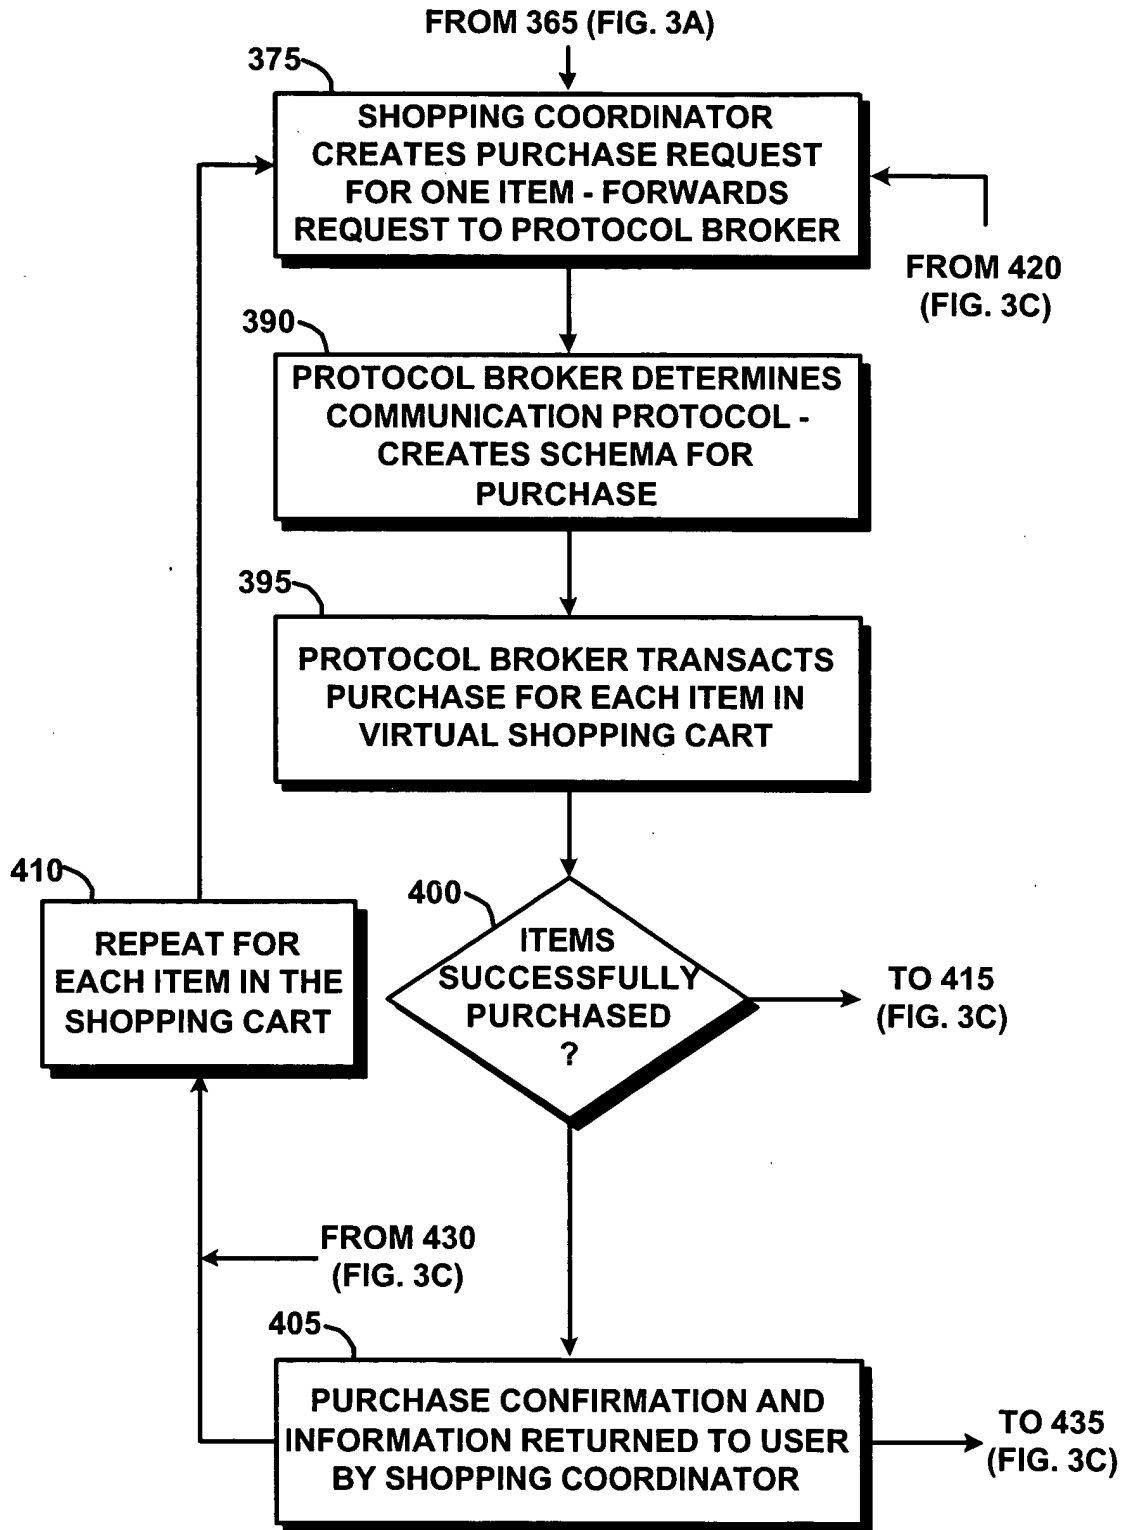 FROM 365 (FIG. 3A)
375
SHOPPING COORDINATOR
CREATES PURCHASE REQUEST
FOR ONE ITEM - FORWARDS
REQUEST TO PROTOCOL BROKER
FROM 420
(FIG. 3C)
390
PROTOCOL BROKER DETERMINES
COMMUNICATION PROTOCOL -
CREATES SCHEMA FOR
PURCHASE
395
PROTOCOL BROKER TRANSACTS
PURCHASE FOR EACH ITEM IN
VIRTUAL SHOPPING CART
410
REPEAT FOR
EACH ITEM IN THE
SHOPPING CART
400
ITEMS
SUCCESSFULLY
PURCHASED
?
TO 415
(FIG. 3C)
FROM 430
(FIG. 3C)
405
PURCHASE CONFIRMATION AND
INFORMATION RETURNED TO USER
BY SHOPPING COORDINATOR
TO 435
(FIG. 3C)